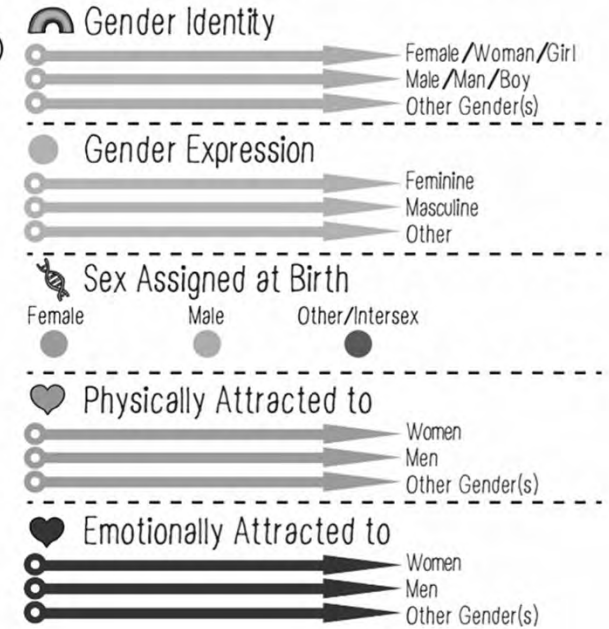 Gender Identity
Female/Woman/Girl
Male/Man/Boy
Other Gender(s)
Gender Expression
Feminine
Masculine
Other
Sex Assigned at Birth
Female Male Other/Intersex
Physically Attracted to
Women
Men
Other Gender(s)
Emotionally Attracted to
Women
Men
Other Gender(s)